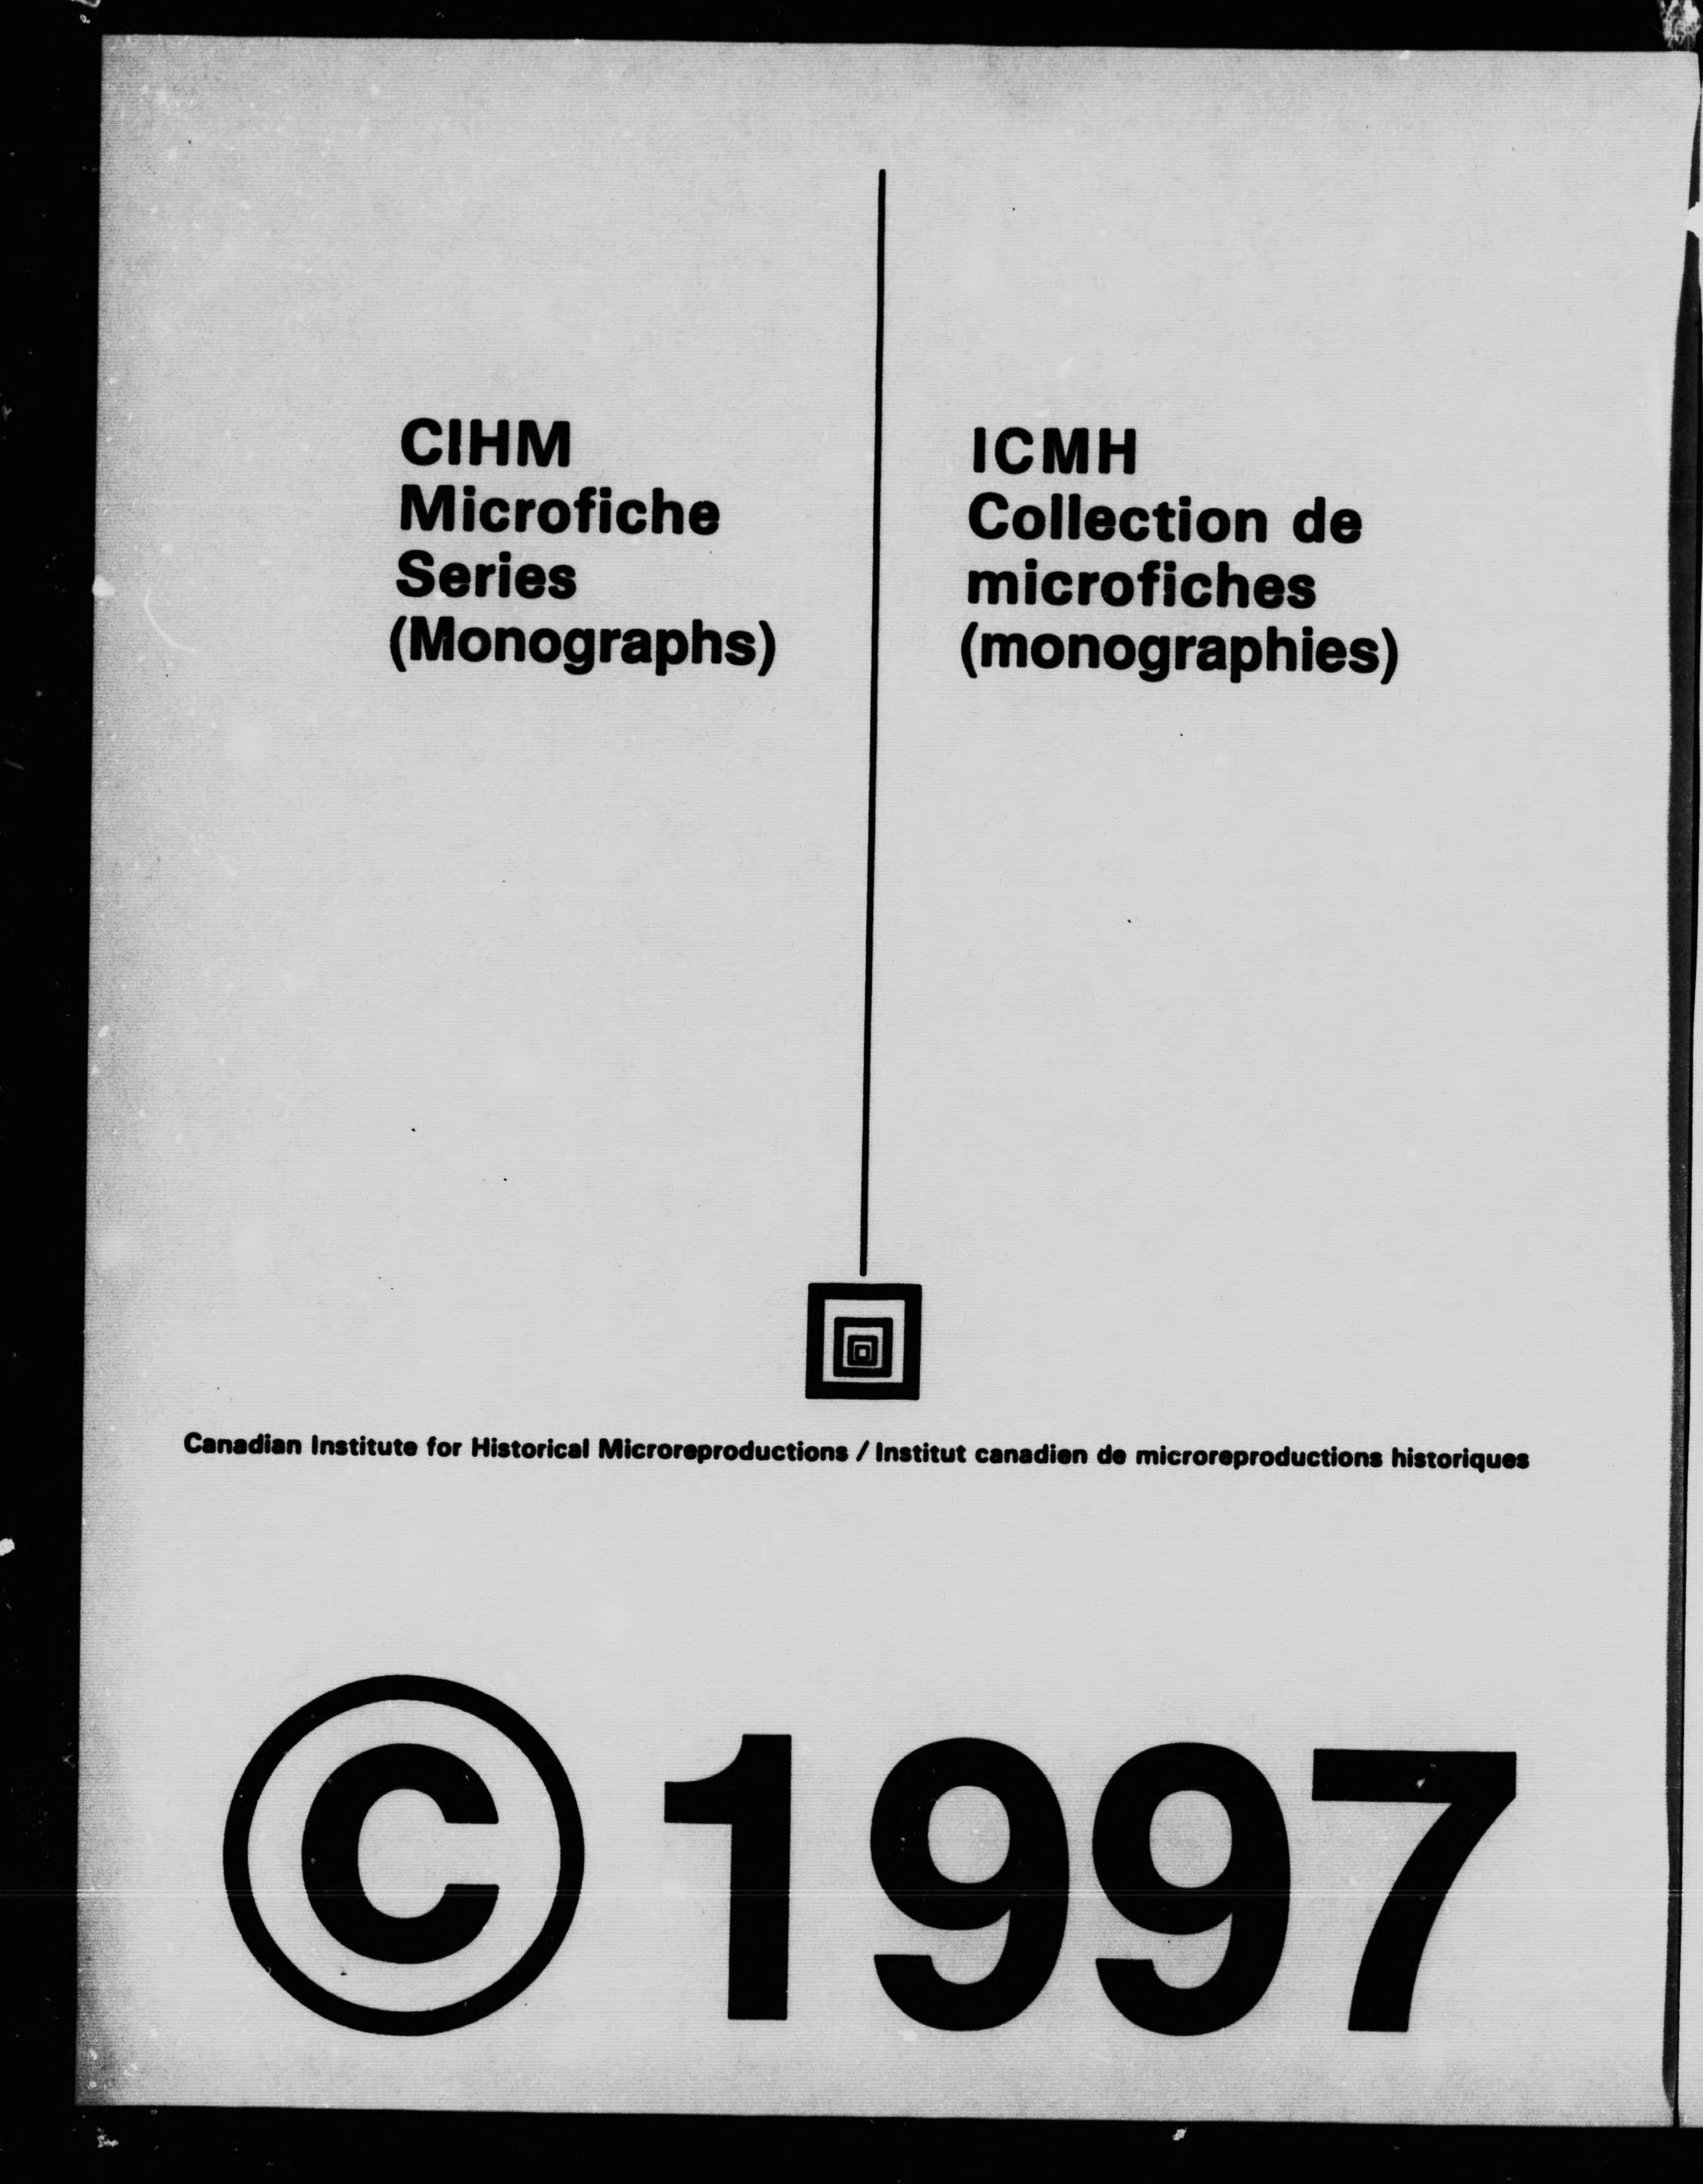 CIHM
Microfiche
Series
(Monographs)
ICMH
Collection de
microfiches
(monographies)
Canadian Institute for Historical Microreproductions / Institut canadien de microreproductions historiques
© 1997